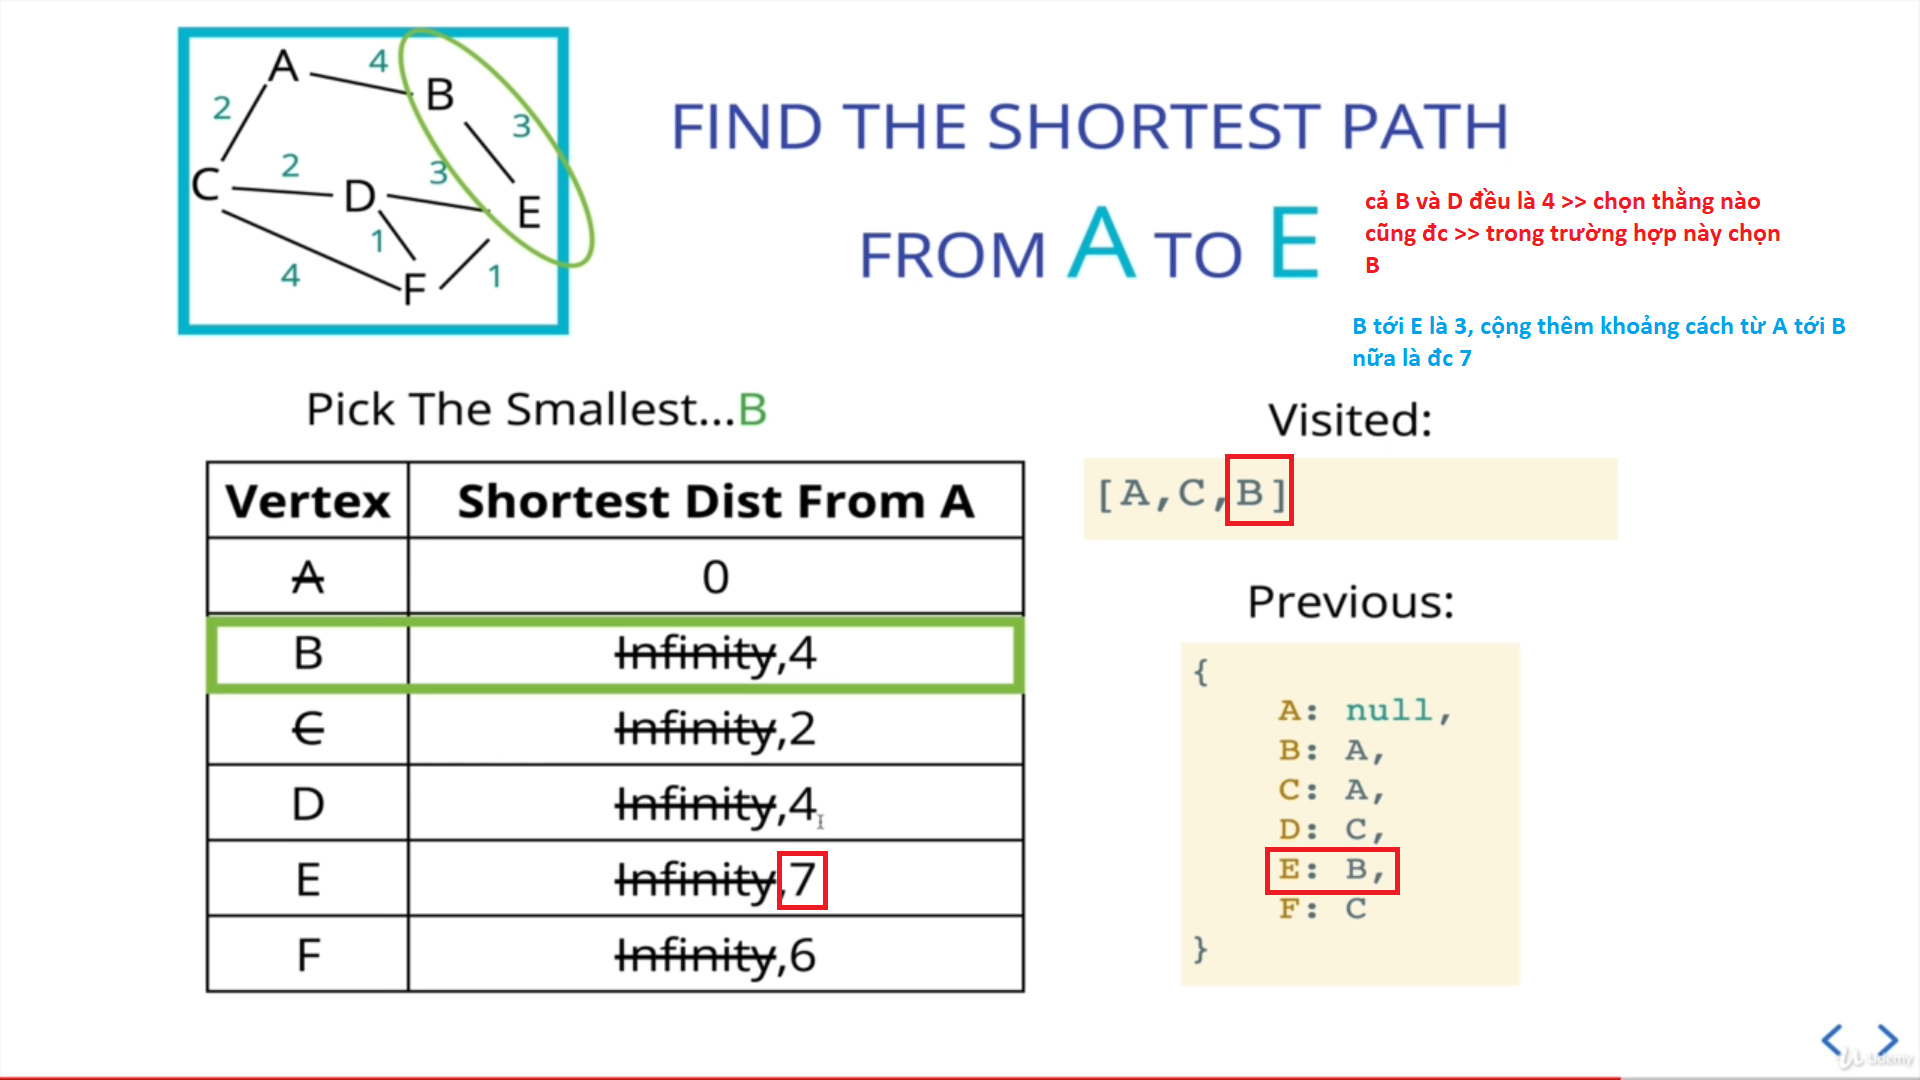 A
4
B
2
3
C
2
D
3
E
1
4
F
1
FIND THE SHORTEST PATH
FROM A TO E
cả B và D đều là 4 >> chọn thằng nào
cũng đc >> trong trường hợp này chọn
B
B tới E là 3, cộng thêm khoảng cách từ A tới B
nữa là đc 7
Pick The Smallest...B
Vertex Shortest Dist From A
A 0
B Infinity,4
C Infinity,2
D Infinity,4
E Infinity,7
F Infinity,6
Visited:
[A,C,B]
Previous:
{
A: null,
B: A,
C: A,
D: C,
E: B,
F: C
}
Udemy